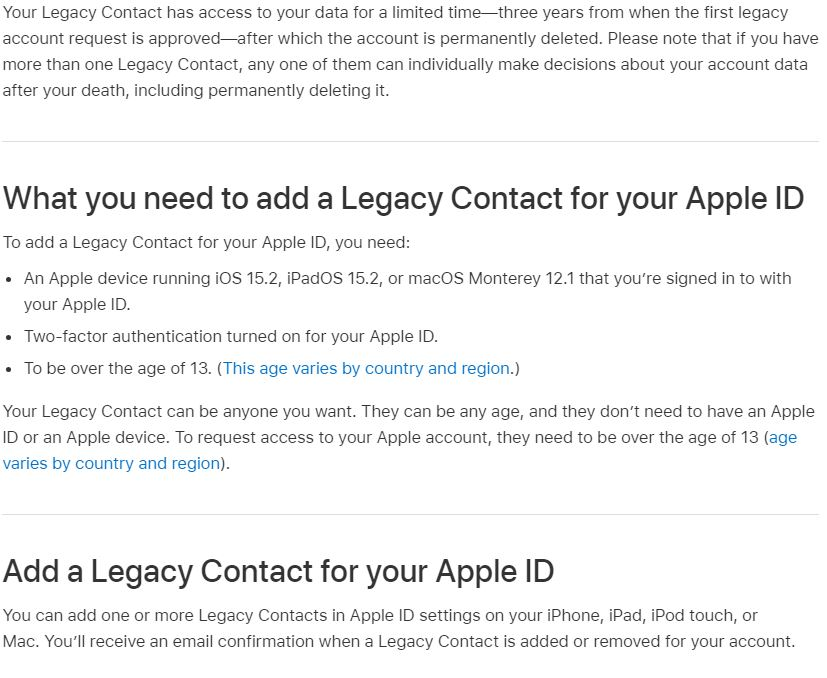 Your Legacy Contact has access to your data for a limited time—three years from when the first legacy
account request is approved—after which the account is permanently deleted. Please note that if you have
more than one Legacy Contact, any one of them can individually make decisions about your account data
after your death, including permanently deleting it.
What you need to add a Legacy Contact for your Apple ID
To add a Legacy Contact for your Apple ID, you need:
• An Apple device running iOS 15.2, iPadOS 15.2, or macOS Monterey 12.1 that you’re signed in to with
your Apple ID.
• Two-factor authentication turned on for your Apple ID.
• To be over the age of 13. (This age varies by country and region.)
Your Legacy Contact can be anyone you want. They can be any age, and they don’t need to have an Apple
ID or an Apple device. To request access to your Apple account, they need to be over the age of 13 (age
varies by country and region).
Add a Legacy Contact for your Apple ID
You can add one or more Legacy Contacts in Apple ID settings on your iPhone, iPad, iPod touch, or
Mac. You’ll receive an email confirmation when a Legacy Contact is added or removed for your account.